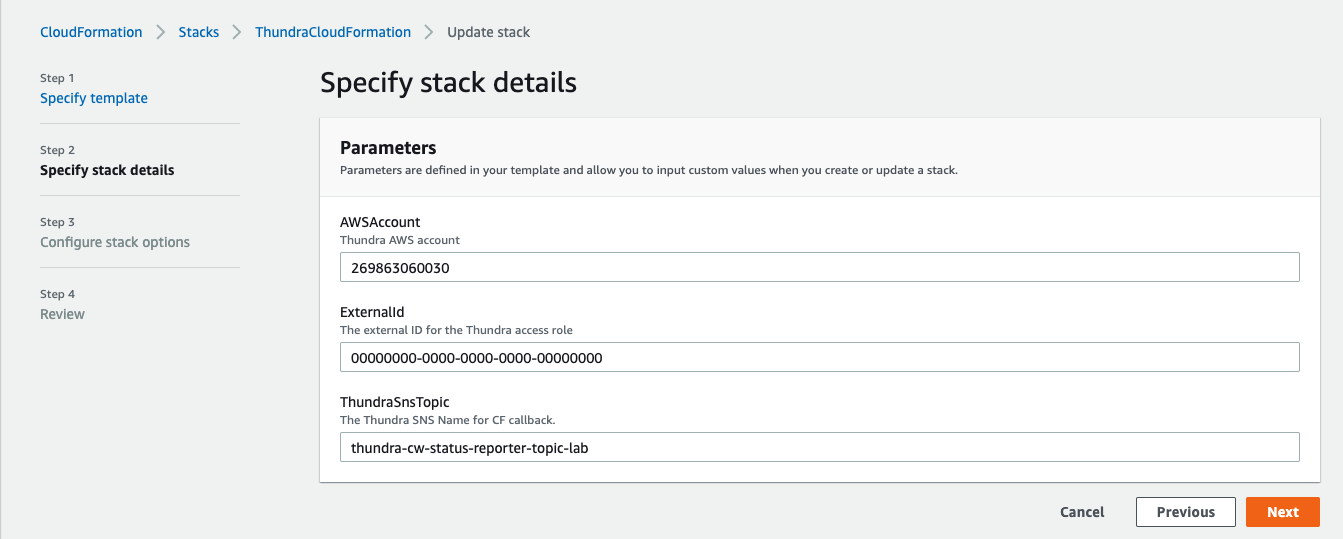 CloudFormation > Stacks > ThundraCloudFormation > Update stack
Step 1
Specify template
Step 2
Specify stack details
Step 3
Configure stack options
Step 4
Review
Specify stack details
Parameters
Parameters are defined in your template and allow you to input custom values when you create or update a stack.
AWSAccount
Thundra AWS account
269863060030
ExternalId
The external ID for the Thundra access role
00000000-0000-0000-0000-00000000
ThundraSnsTopic
The Thundra SNS Name for CF callback.
thundra-cw-status-reporter-topic-lab
Cancel Previous Next